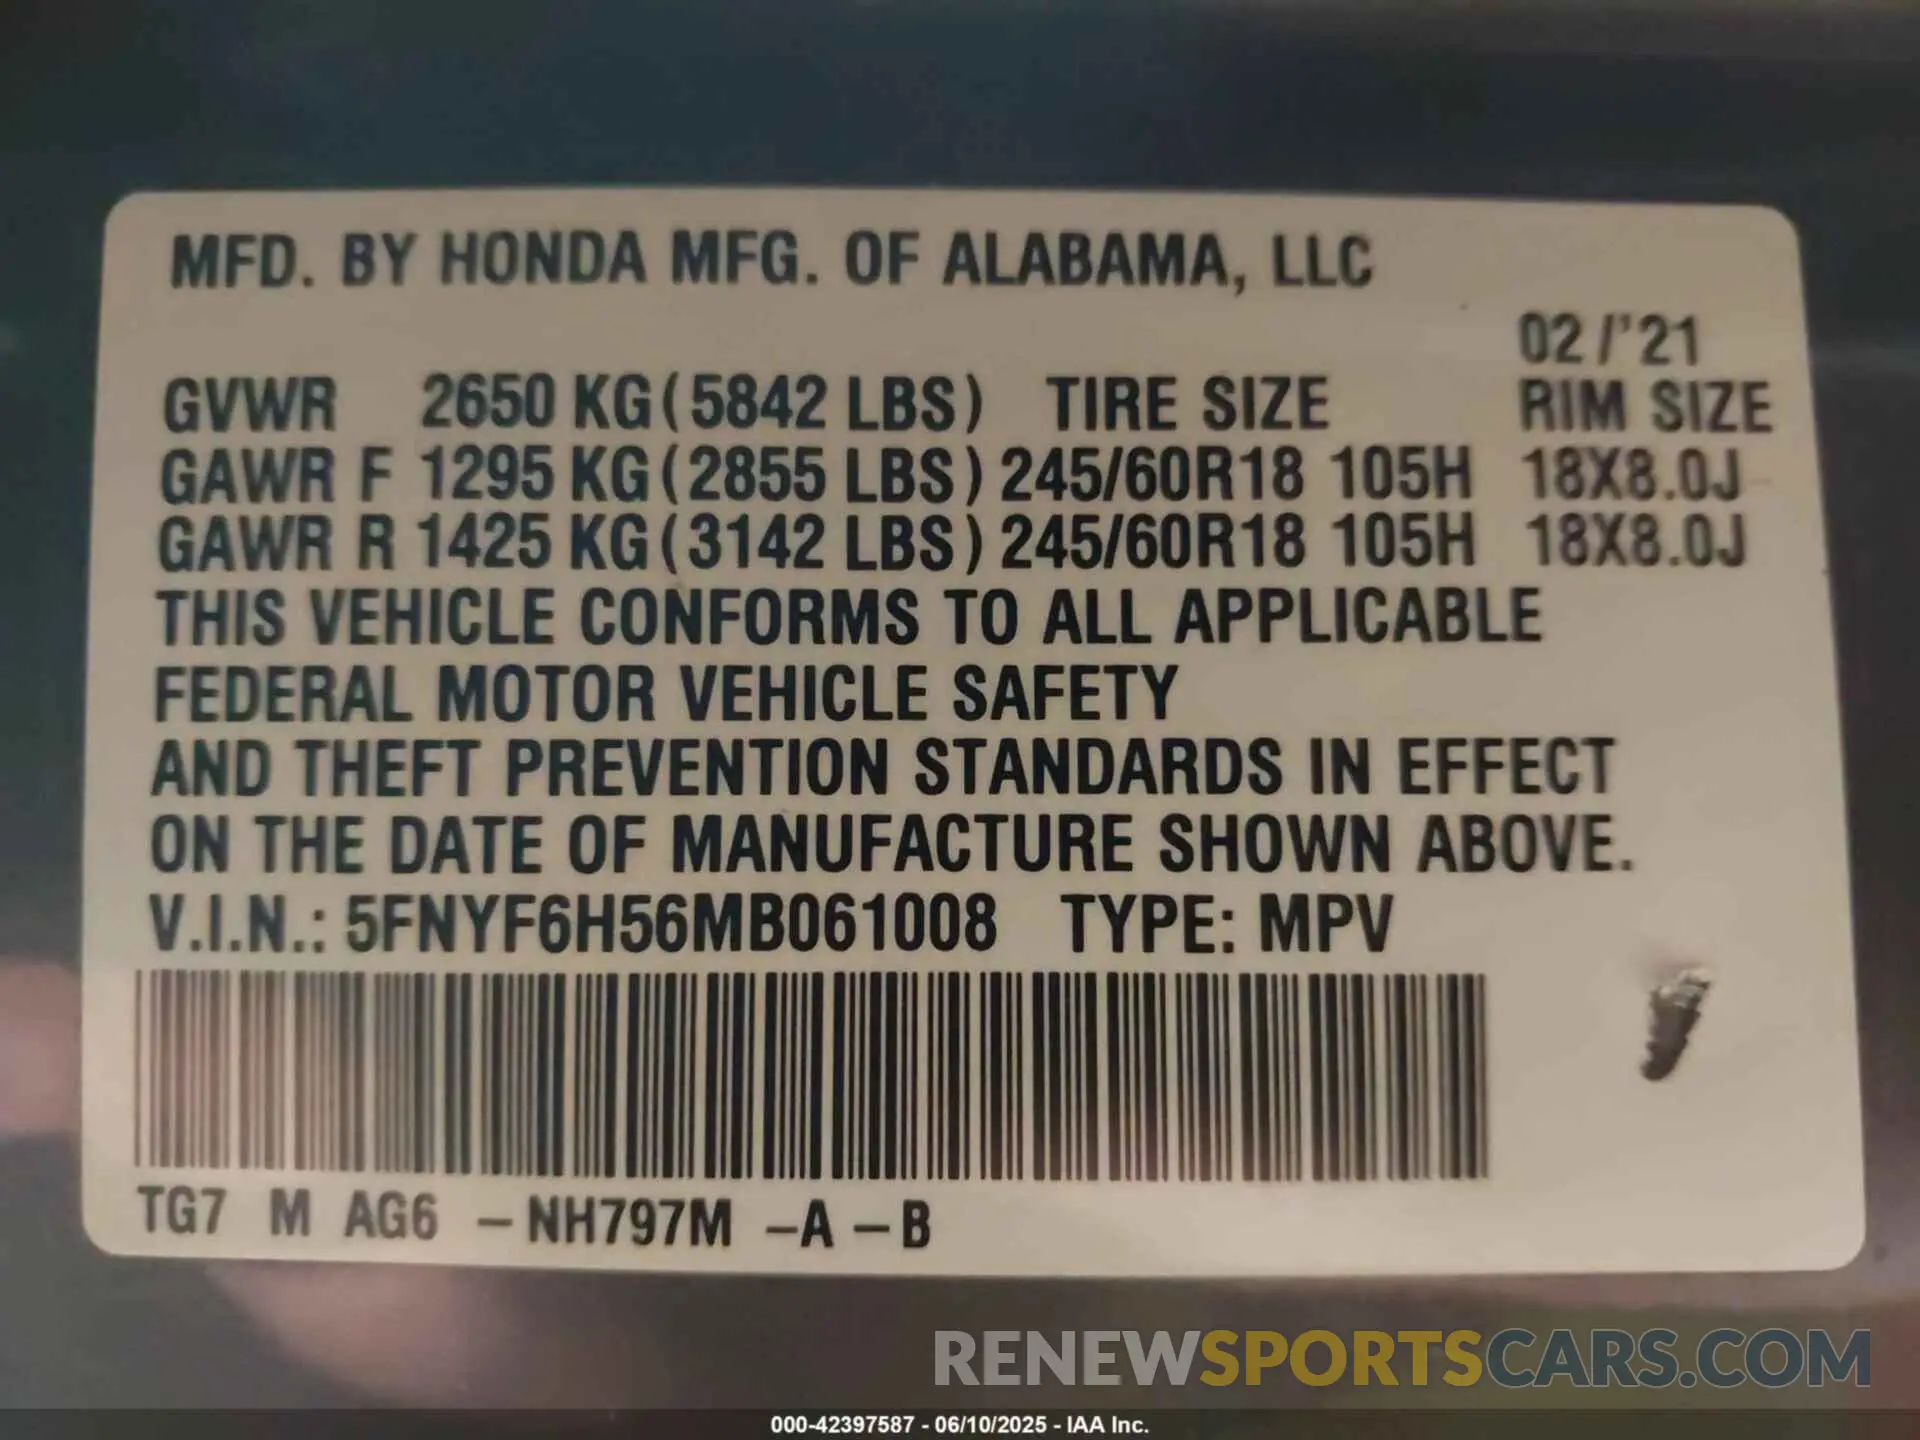 MFD. BY HONDA MFG. OF ALABAMA, LLC
02/'21
GVWR 2650 KG (5842 LBS) TIRE SIZE RIM SIZE
GAWR F 1295 KG (2855 LBS) 245/60R18 105H 18X8.0J
GAWR R 1425 KG (3142 LBS) 245/60R18 105H 18X8.0J
THIS VEHICLE CONFORMS TO ALL APPLICABLE
FEDERAL MOTOR VEHICLE SAFETY
AND THEFT PREVENTION STANDARDS IN EFFECT
ON THE DATE OF MANUFACTURE SHOWN ABOVE.
V.I.N.: 5FNYF6H56MB061008 TYPE: MPV
TG7 M AG6 -NH797M -A -B
RENEWSPORTSCARS.COM
000-42397587 - 06/10/2025 - IAA Inc.